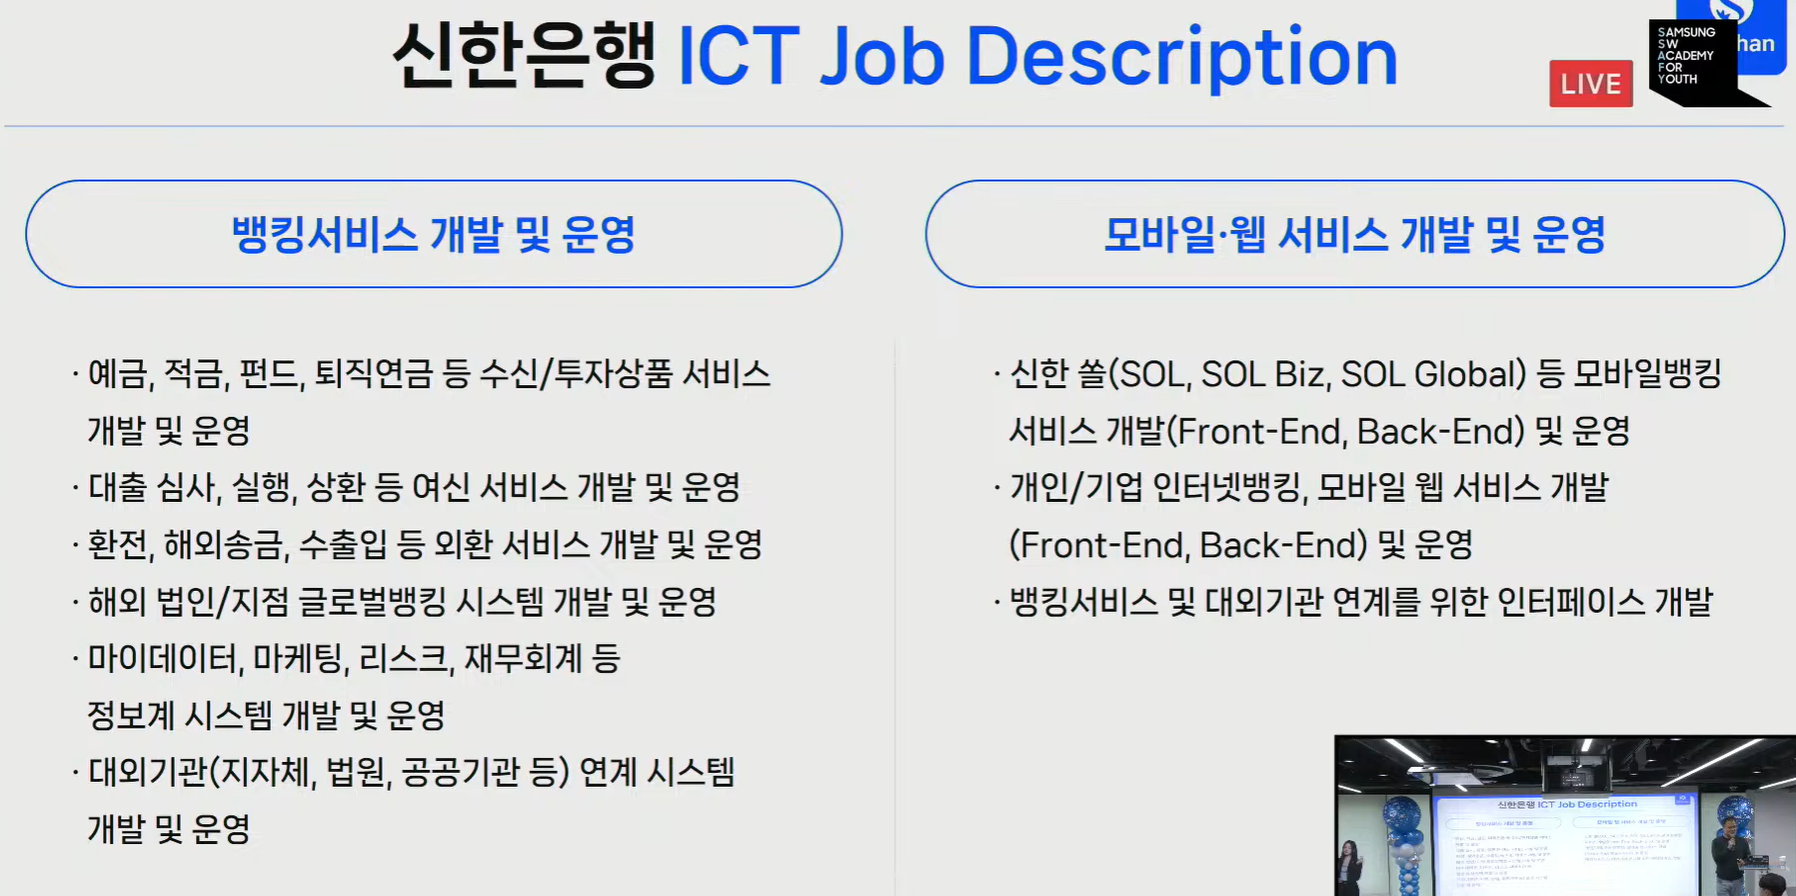 신한은행 ICT Job Description
LIVE
SAMSUNG
SW
ACADEMY
FOR
YOUTH
뱅킹서비스 개발 및 운영
· 예금, 적금, 펀드, 퇴직연금 등 수신/투자상품 서비스
개발 및 운영
· 대출 심사, 실행, 상환 등 여신 서비스 개발 및 운영
· 환전, 해외송금, 수출입 등 외환 서비스 개발 및 운영
· 해외 법인/지점 글로벌뱅킹 시스템 개발 및 운영
· 마이데이터, 마케팅, 리스크, 재무회계 등
정보계 시스템 개발 및 운영
· 대외기관(지자체, 법원, 공공기관 등) 연계 시스템
개발 및 운영
모바일·웹 서비스 개발 및 운영
· 신한 쏠(SOL, SOL Biz, SOL Global) 등 모바일뱅킹
서비스 개발(Front-End, Back-End) 및 운영
· 개인/기업 인터넷뱅킹, 모바일 웹 서비스 개발
(Front-End, Back-End) 및 운영
· 뱅킹서비스 및 대외기관 연계를 위한 인터페이스 개발
신한은행 ICT Job Description